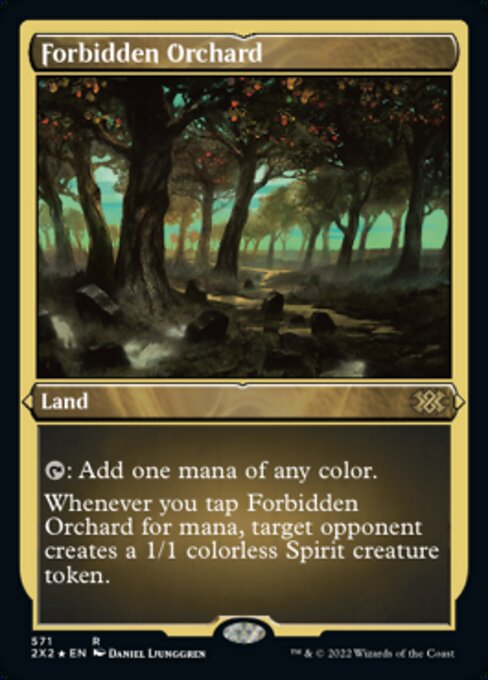 Forbidden Orchard
Land
: Add one mana of any color.
Whenever you tap Forbidden
Orchard for mana, target opponent
creates a 1/1 colorless Spirit creature
token.
571 R
2X2 ★ EN Daniel Ljunggren
™ & © 2022 Wizards of the Coast